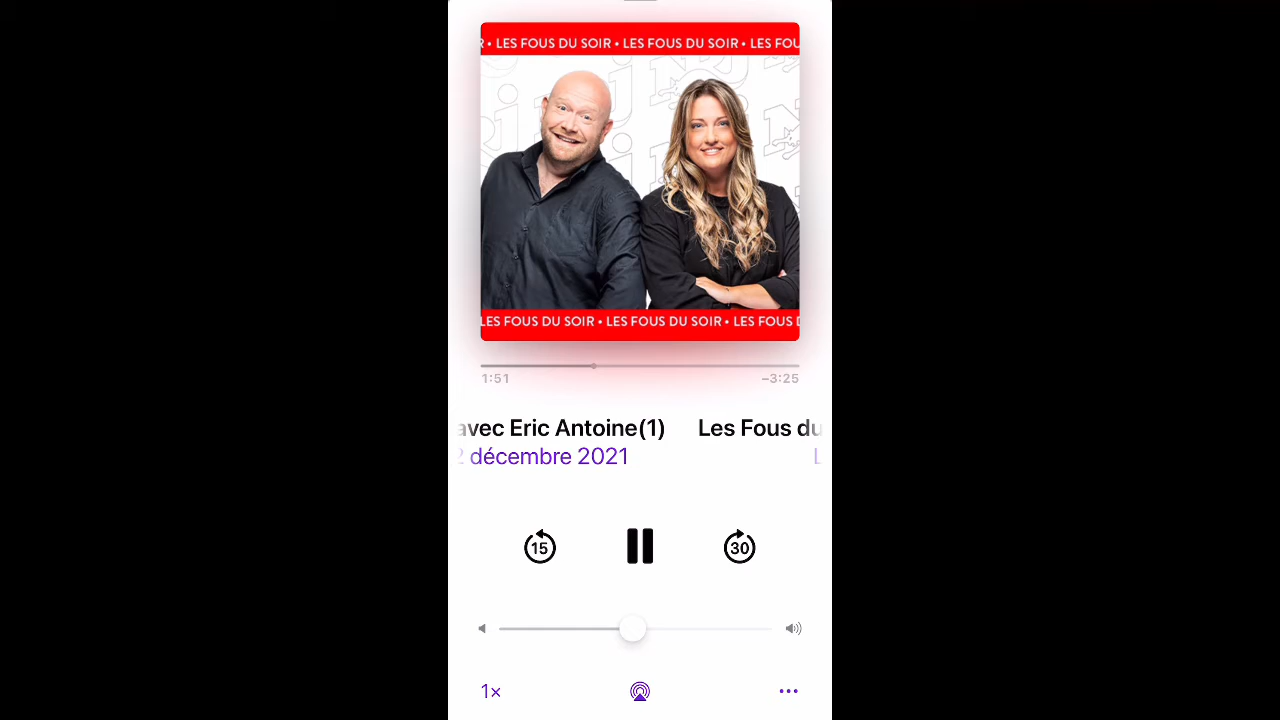 R • LES FOUS DU SOIR • LES FOUS DU SOIR • LES FOU
LES FOUS DU SOIR • LES FOUS DU SOIR • LES FOUS D
1:51
–3:25
avec Eric Antoine(1) Les Fous du
2 décembre 2021 L
15
30
1×